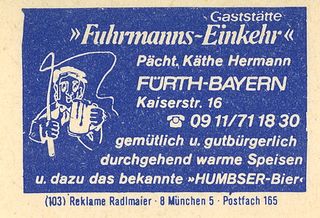 Gaststätte
»Fuhrmanns-Einkehr«
Pächt. Käthe Hermann
FÜRTH-BAYERN
Kaiserstr. 16
☎ 09 11/71 18 30
gemütlich u. gutbürgerlich
durchgehend warme Speisen
u. dazu das bekannte »HUMBSER-Bier«
(103) Reklame Radlmaier · 8 München 5 · Postfach 165